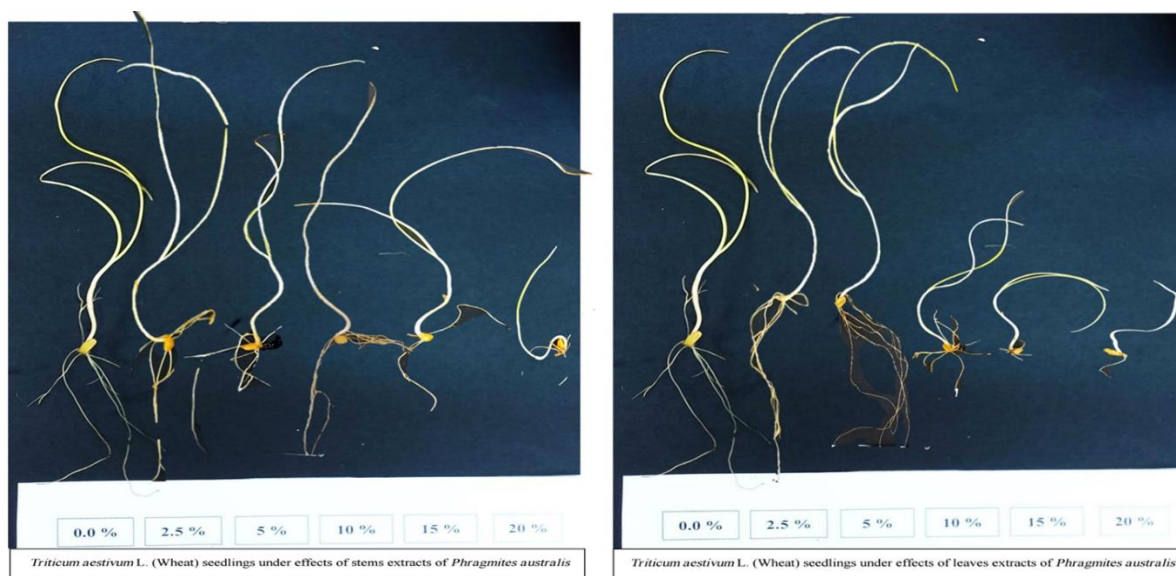 0.0 % 2.5 % 5 % 10 % 15 % 20 %
Triticum aestivum L. (Wheat) seedlings under effects of stems extracts of Phragmites australis
0.0 % 2.5 % 5 % 10 % 15 % 20 %
Triticum aestivum L. (Wheat) seedlings under effects of leaves extracts of Phragmites australis